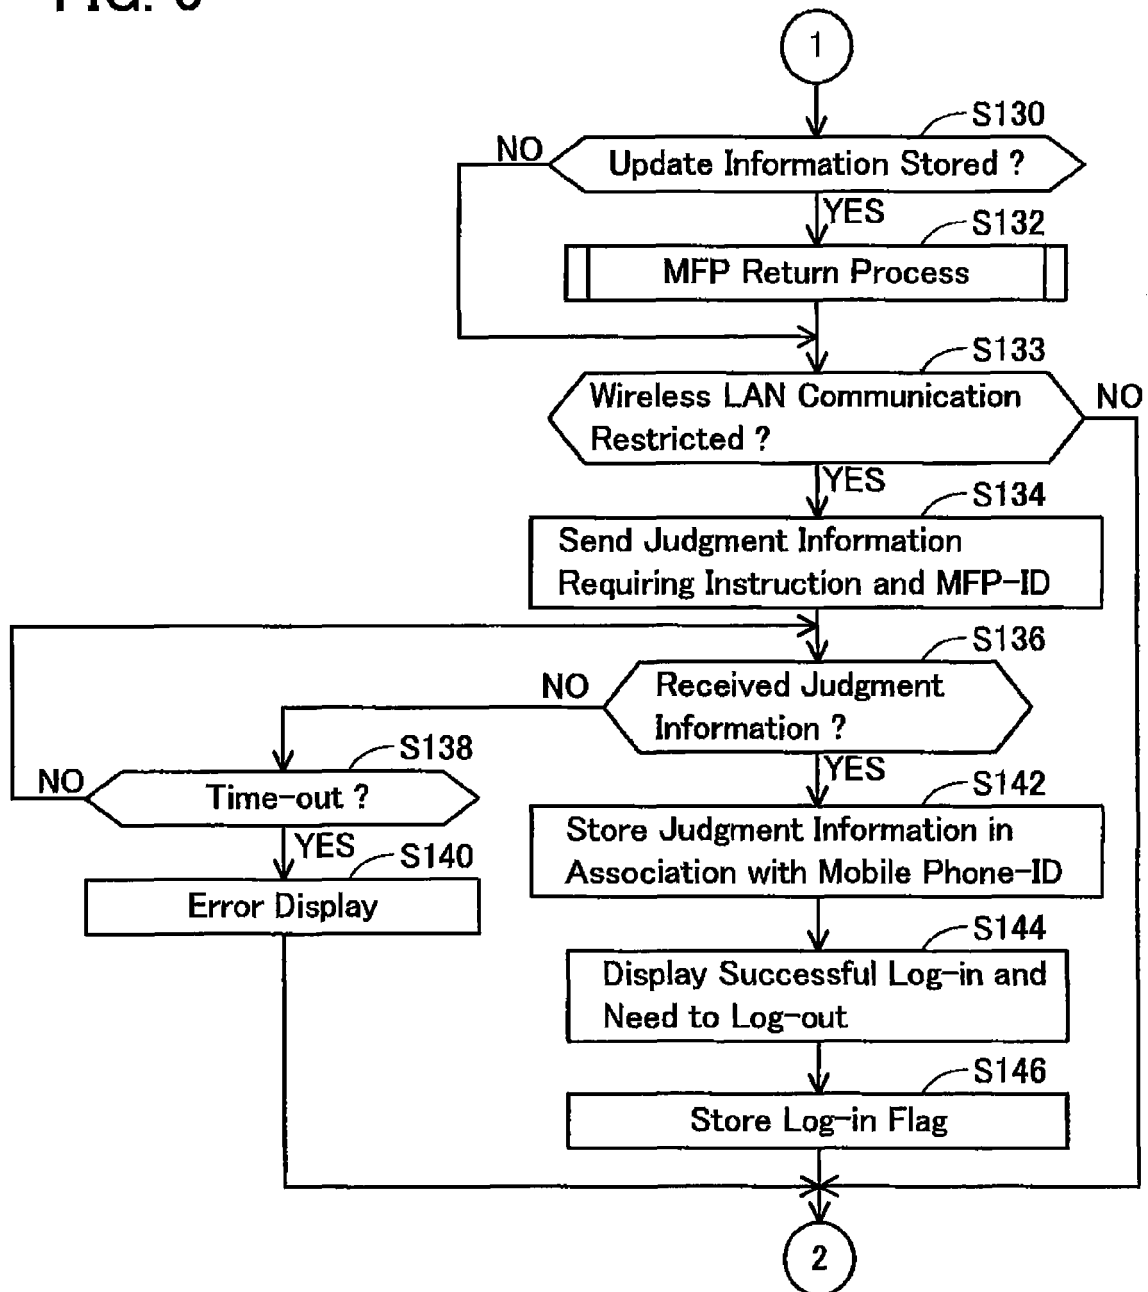 1
S130
NO
Update Information Stored ?
YES
S132
MFP Return Process
S133
Wireless LAN Communication
Restricted ?
NO
YES
S134
Send Judgment Information
Requiring Instruction and MFP-ID
S136
NO
Received Judgment
Information ?
S138
NO
Time-out ?
YES
S142
YES
S140
Store Judgment Information in
Association with Mobile Phone-ID
Error Display
S144
Display Successful Log-in and
Need to Log-out
S146
Store Log-in Flag
2